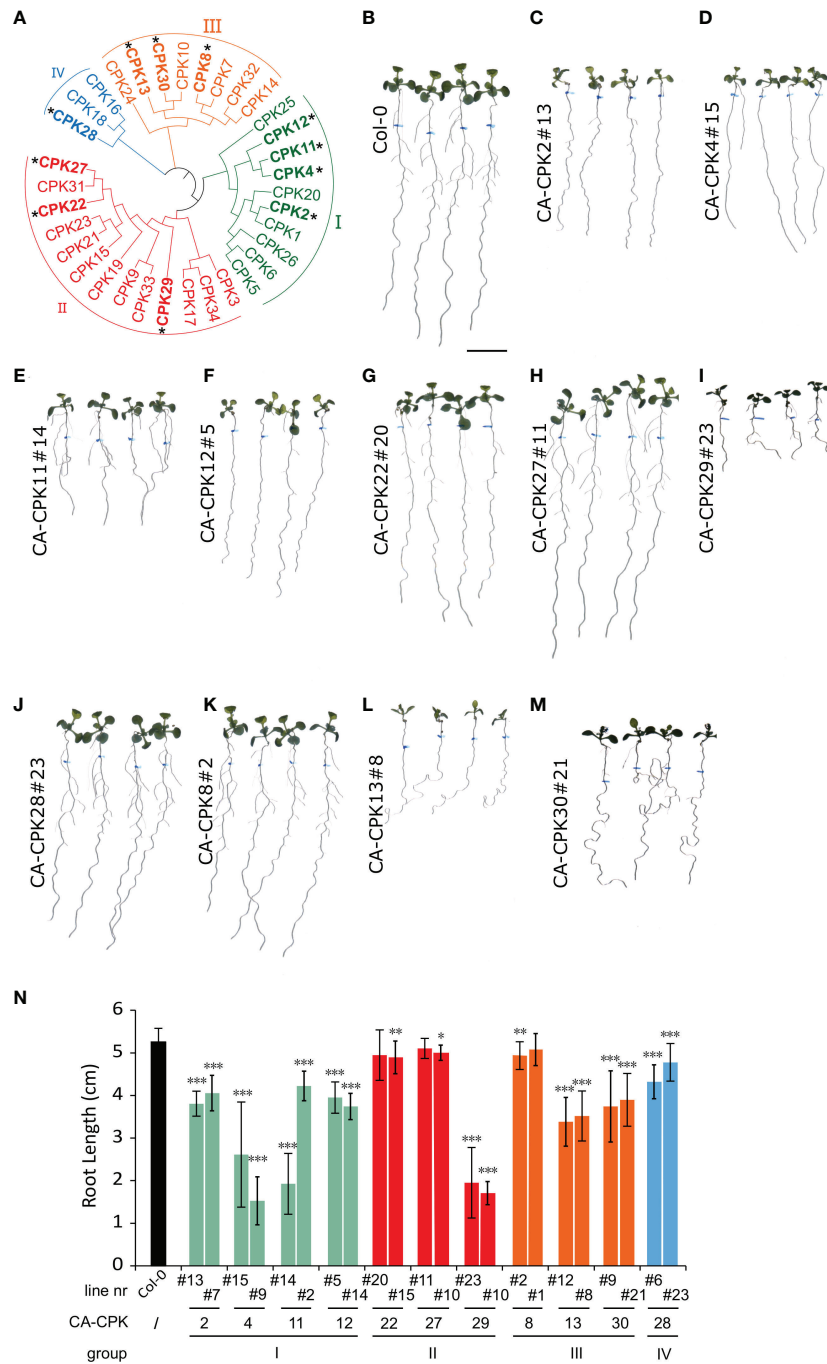 A
III
IV
CPK24
*CPK13
*CPK30
CPK10
CPK8*
CPK7
CPK32
CPK14
CPK16
CPK18
*CPK28
CPK25
CPK12*
CPK11*
CPK4*
CPK20
CPK2*
CPK1
CPK26
CPK6
CPK5
I
*CPK27
CPK31
*CPK22
CPK23
CPK21
CPK15
CPK19
CPK9
CPK33
CPK29
*
CPK17
CPK34
CPK3
II
B
Col-0
C
CA-CPK2#13
D
CA-CPK4#15
E
CA-CPK11#14
F
CA-CPK12#5
G
CA-CPK22#20
H
CA-CPK27#11
I
CA-CPK29#23
J
CA-CPK28#23
K
CA-CPK8#2
L
CA-CPK13#8
M
CA-CPK30#21
N
Root Length (cm)
6
5
4
3
2
1
0
*** *** *** *** *** *** *** *** ** * *** *** ** *** *** *** *** *** ***
line nr Col-0 #13 #7 #15 #9 #14 #2 #5 #14 #20 #15 #11 #10 #23 #10 #2 #1 #12 #8 #9 #21 #6 #23
CA-CPK / 2 4 11 12 22 27 29 8 13 30 28
group I II III IV